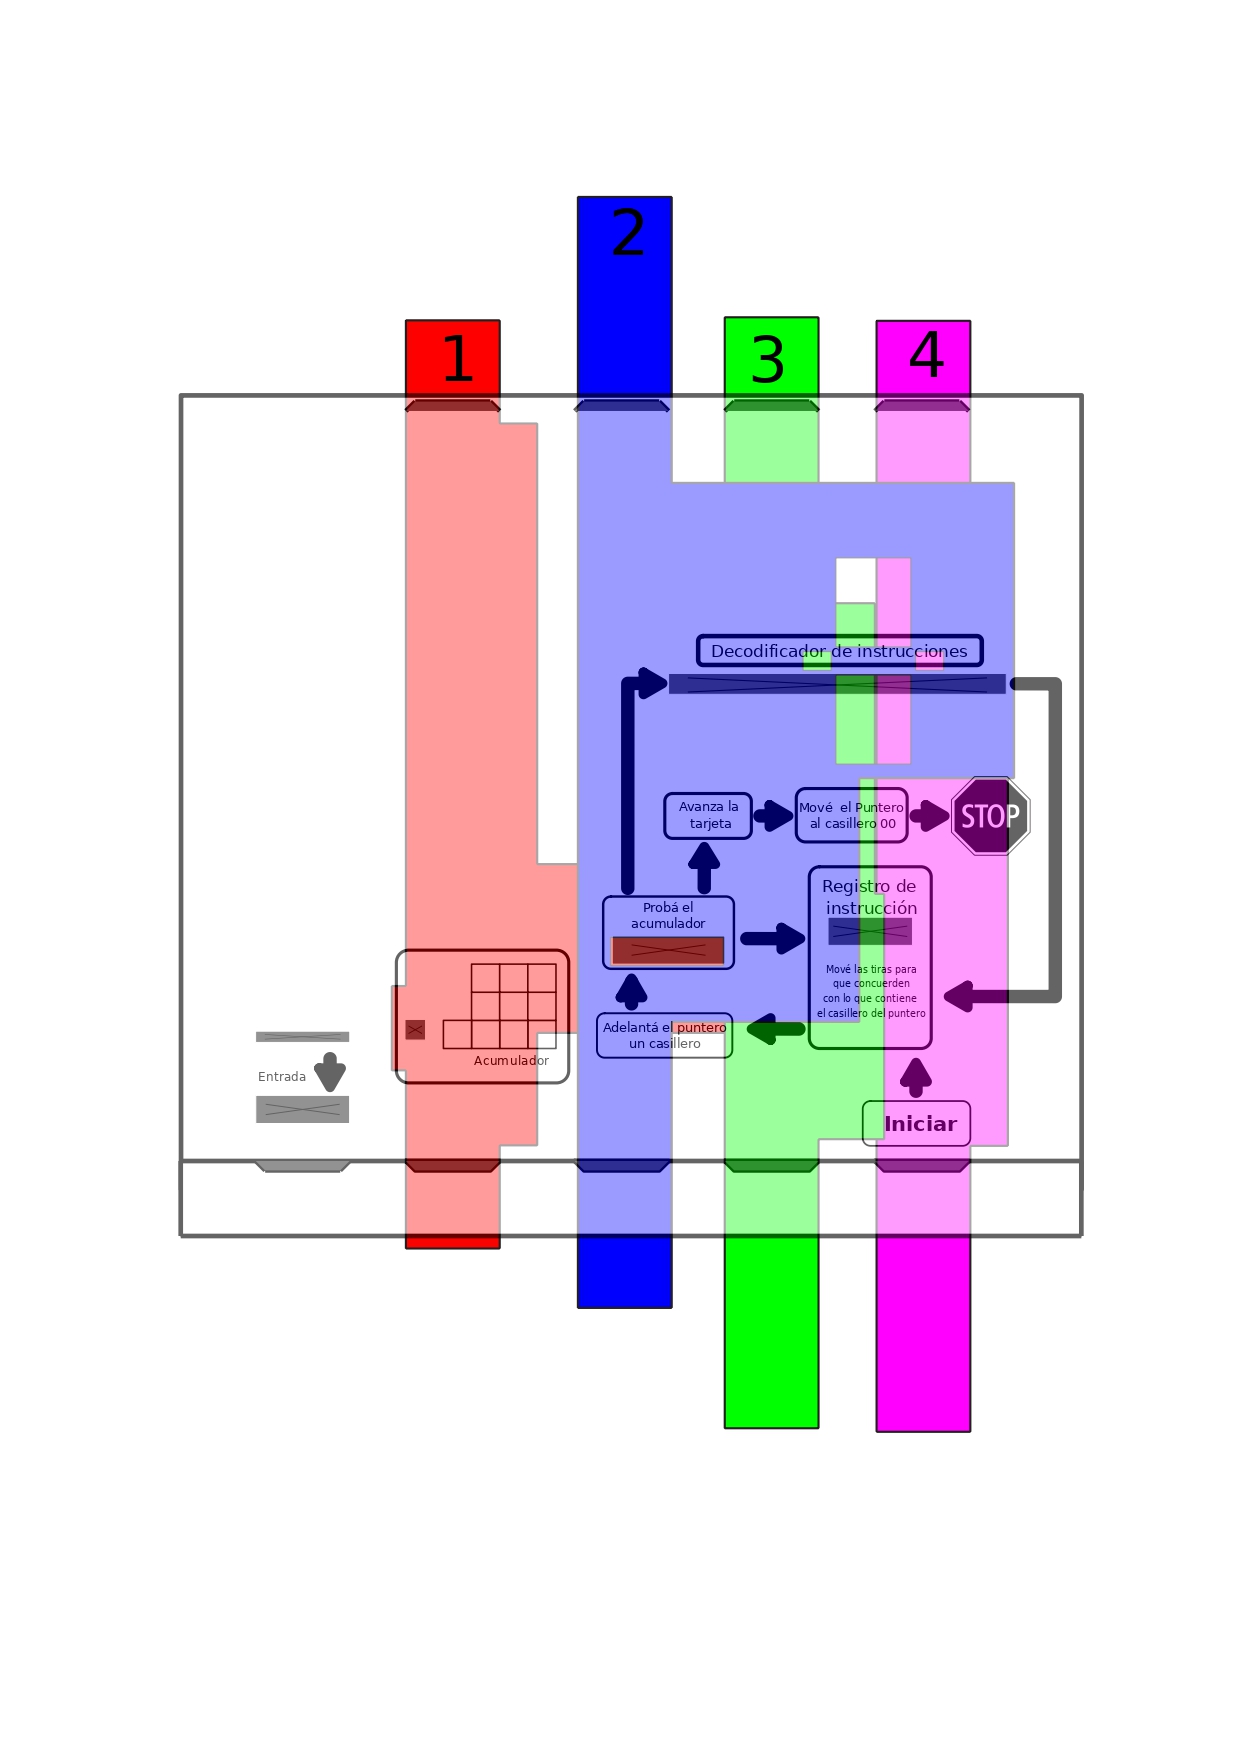 2
1
3
4
Decodificador de instrucciones
Avanza la
tarjeta
Mové el Puntero
al casillero 00
STOP
Probá el
acumulador
Registro de
instrucción
Mové las tiras para
que concuerden
con lo que contiene
el casillero del puntero
Adelantá el puntero
un casillero
Acumulador
Entrada
Iniciar